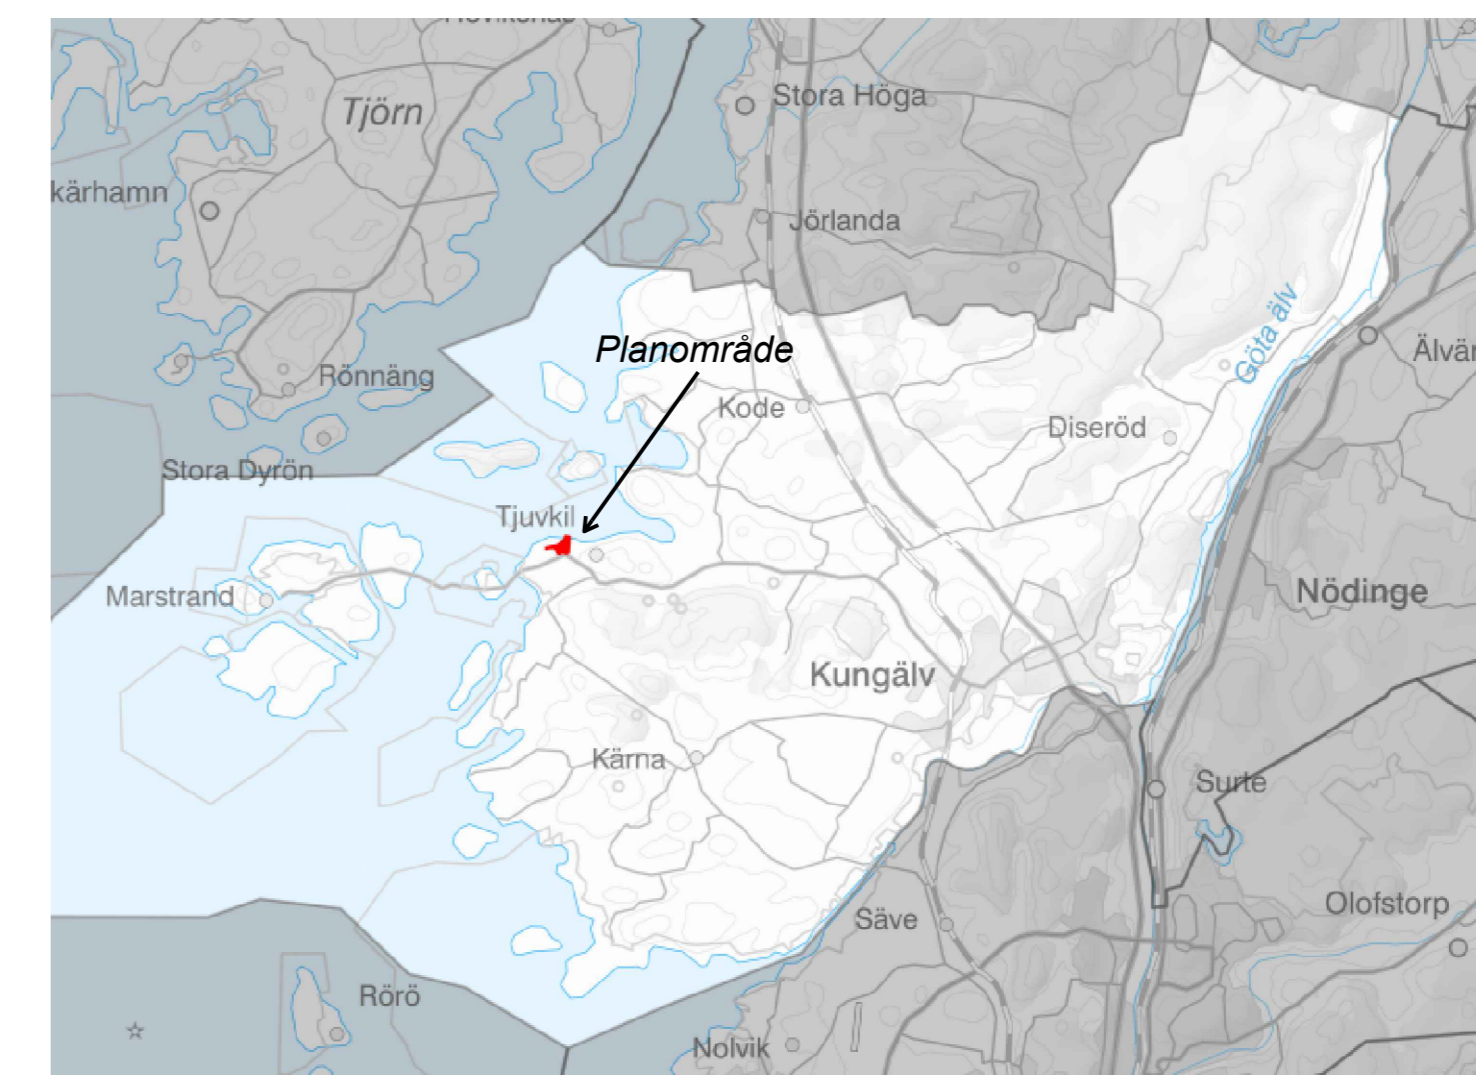 Tjörn
Stora Höga
kärhamn
Jörlanda
Göta älv
Planområde
Älvär
Rönnäng
Kode
Diseröd
Stora Dyrön
Tjuvkil
Marstrand
Nödinge
Kungälv
Kärna
Surte
Olofstorp
Säve
Rörö
Nolvik